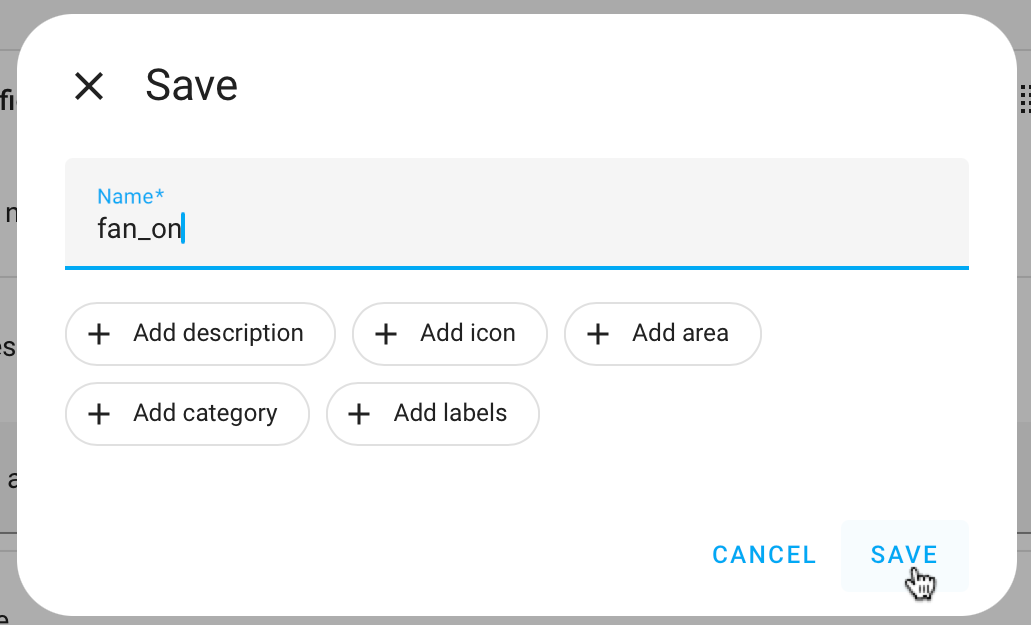 Save
Name*
fan_on
Add description
Add icon
Add area
Add category
Add labels
CANCEL
SAVE